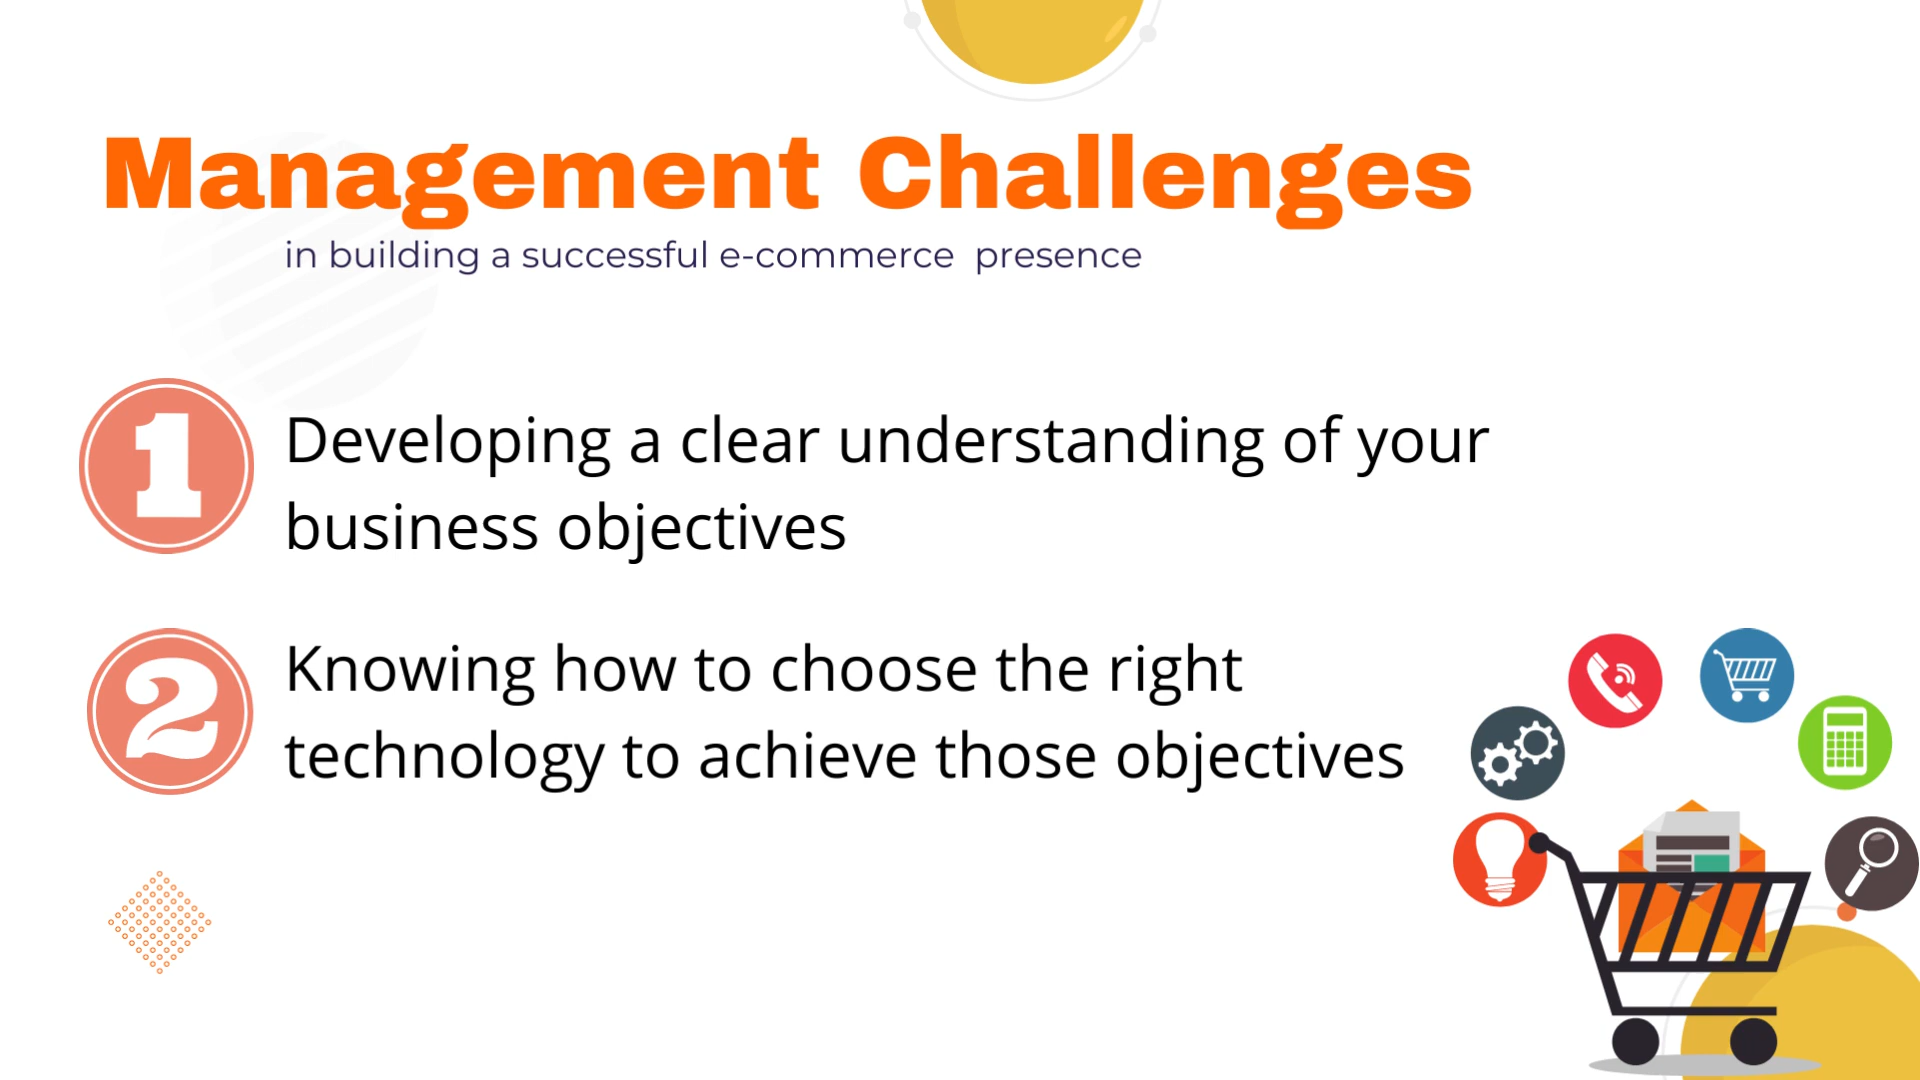 Management Challenges
in building a successful e-commerce presence
1
Developing a clear understanding of your
business objectives
2
Knowing how to choose the right
technology to achieve those objectives